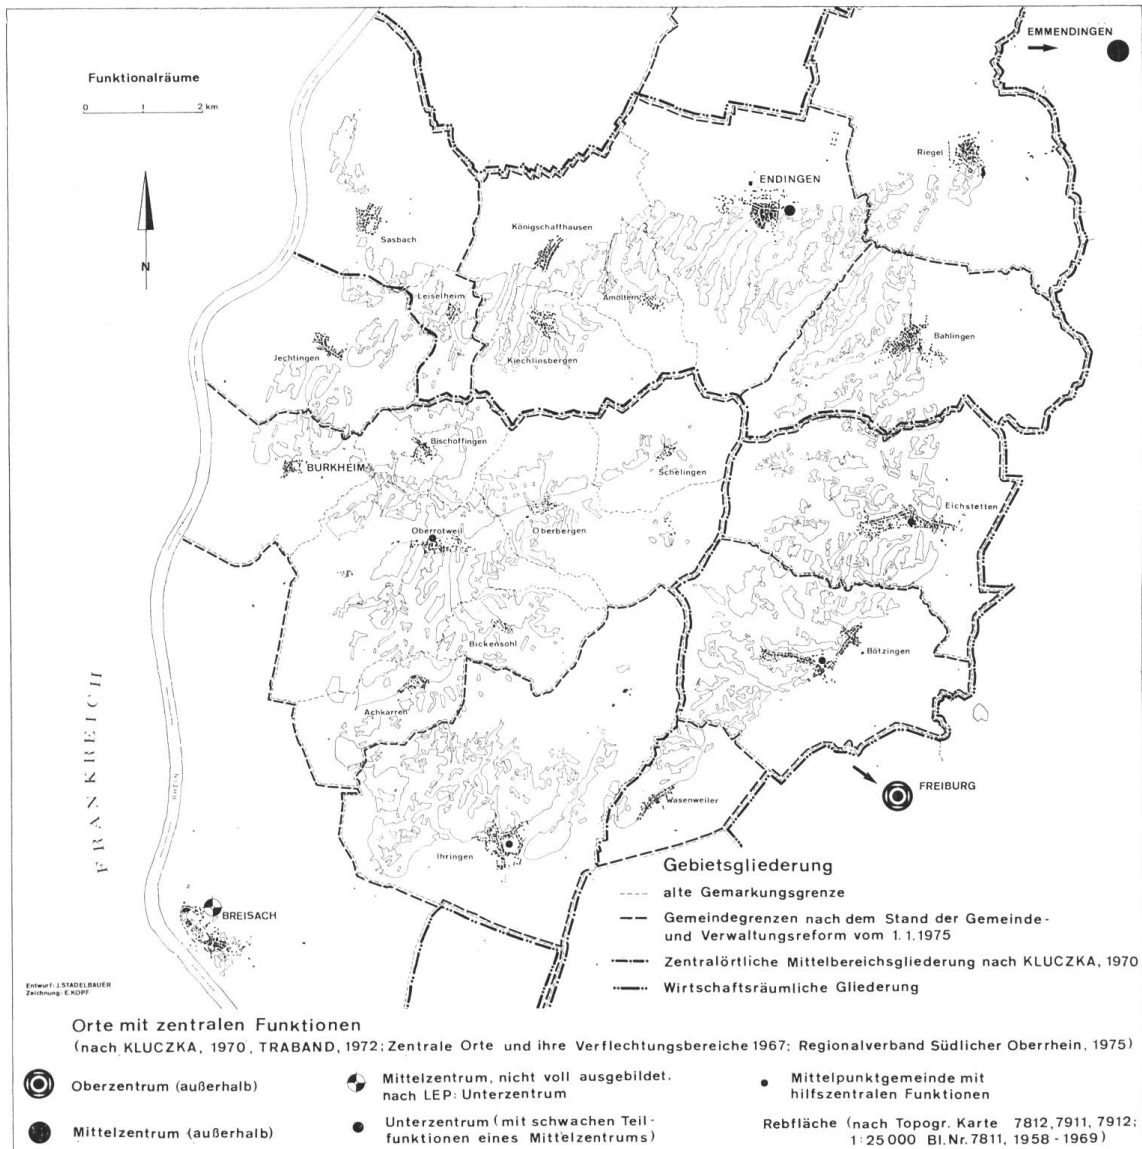 EMMENDINGEN
Funktionalräume
0 1 2 km
Riegel
ENDINGEN
Königschaffhausen
Sasbach
N
Leiselheim
Amoltern
Bahlingen
Jechtingen
Kiechlinsbergen
Bischoffingen
BURKHEIM
Schelingen
Eichstetten
Oberrotweil
Oberbergen
Bickensohl
Bötzingen
Achkarren
FRANKREICH
RHEIN
FREIBURG
Wasenweiler
Ihringen
BREISACH
Gebietsgliederung
alte Gemarkungsgrenze
Gemeindegrenzen nach dem Stand der Gemeinde-
und Verwaltungsreform vom 1.1.1975
Zentralörtliche Mittelbereichsgliederung nach KLUCZKA, 1970
Wirtschaftsräumliche Gliederung
Entwurf: J.STADELBAUER
Zeichnung: E.KOPF
Orte mit zentralen Funktionen
(nach KLUCZKA, 1970, TRABAND, 1972; Zentrale Orte und ihre Verflechtungsbereiche 1967; Regionalverband Südlicher Oberrhein, 1975)
Oberzentrum (außerhalb)
Mittelzentrum (außerhalb)
Mittelzentrum, nicht voll ausgebildet,
nach LEP: Unterzentrum
Unterzentrum (mit schwachen Teil-
funktionen eines Mittelzentrums)
Mittelpunktgemeinde mit
hilfszentralen Funktionen
Rebfläche (nach Topogr. Karte 7812, 7911, 7912;
1:25000 Bl.Nr. 7811, 1958-1969)